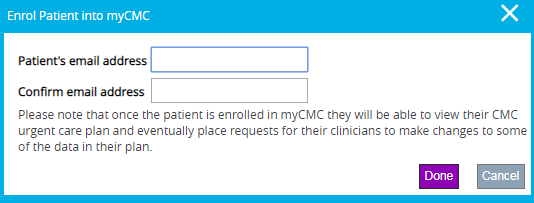 Enrol Patient into myCMC
Patient's email address
Confirm email address
Please note that once the patient is enrolled in myCMC they will be able to view their CMC
urgent care plan and eventually place requests for their clinicians to make changes to some
of the data in their plan.
Done Cancel